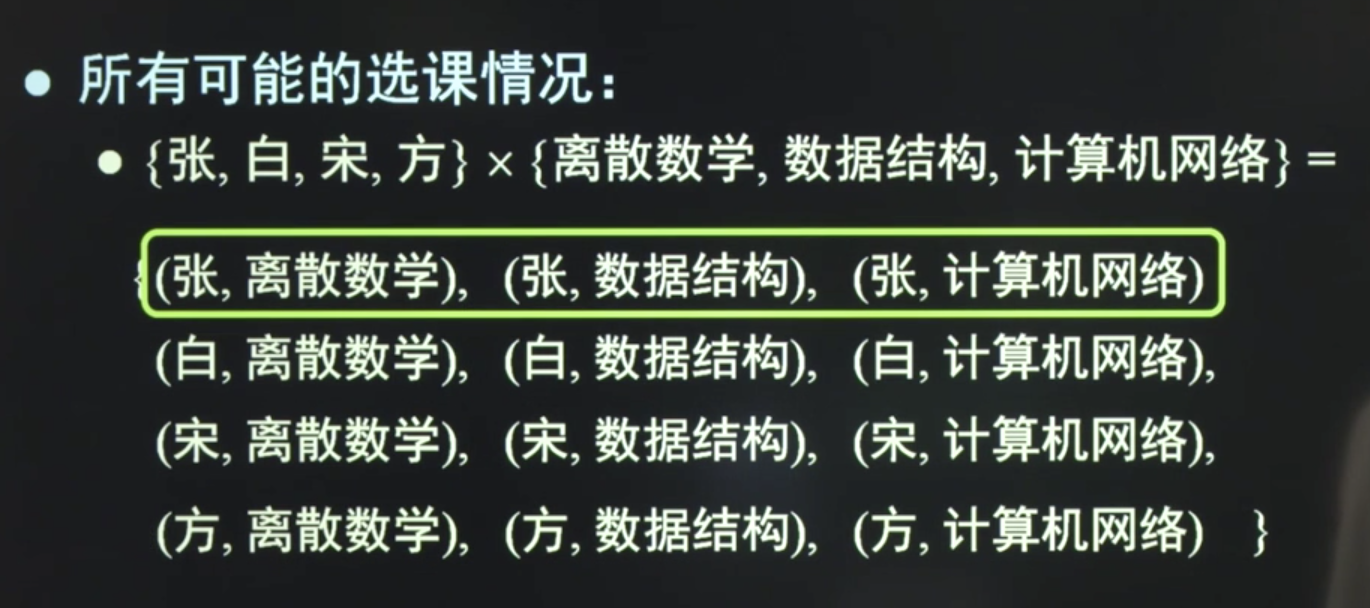 ● 所有可能的选课情况：
● {张, 白, 宋, 方} × {离散数学, 数据结构, 计算机网络} =
{(张, 离散数学), (张, 数据结构), (张, 计算机网络)
(白, 离散数学), (白, 数据结构), (白, 计算机网络),
(宋, 离散数学), (宋, 数据结构), (宋, 计算机网络),
(方, 离散数学), (方, 数据结构), (方, 计算机网络) }